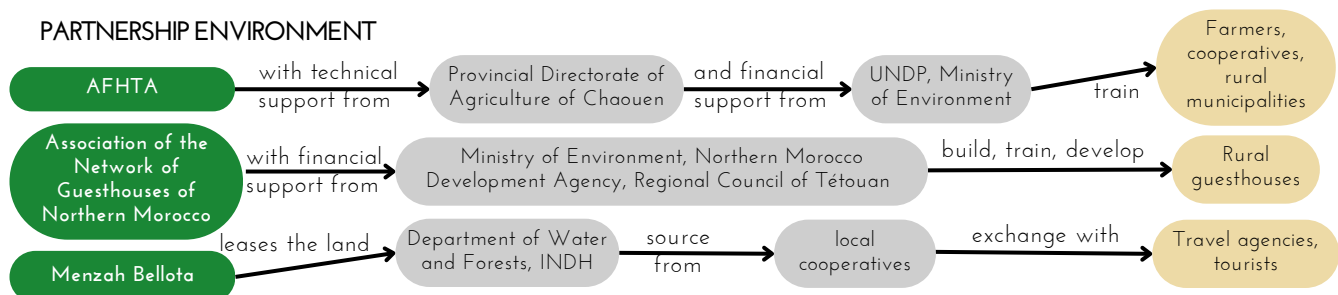 PARTNERSHIP ENVIRONMENT
AFHTA
with technical
support from
Provincial Directorate of
Agriculture of Chaouen
and financial
support from
UNDP, Ministry
of Environment
train
Farmers,
cooperatives,
rural
municipalities
Association of the
Network of
Guesthouses of
Northern Morocco
with financial
support from
Ministry of Environment, Northern Morocco
Development Agency, Regional Council of Tétouan
build, train, develop
Rural
guesthouses
Menzah Bellota
leases the land
Department of Water
and Forests, INDH
source
from
local
cooperatives
exchange with
Travel agencies,
tourists